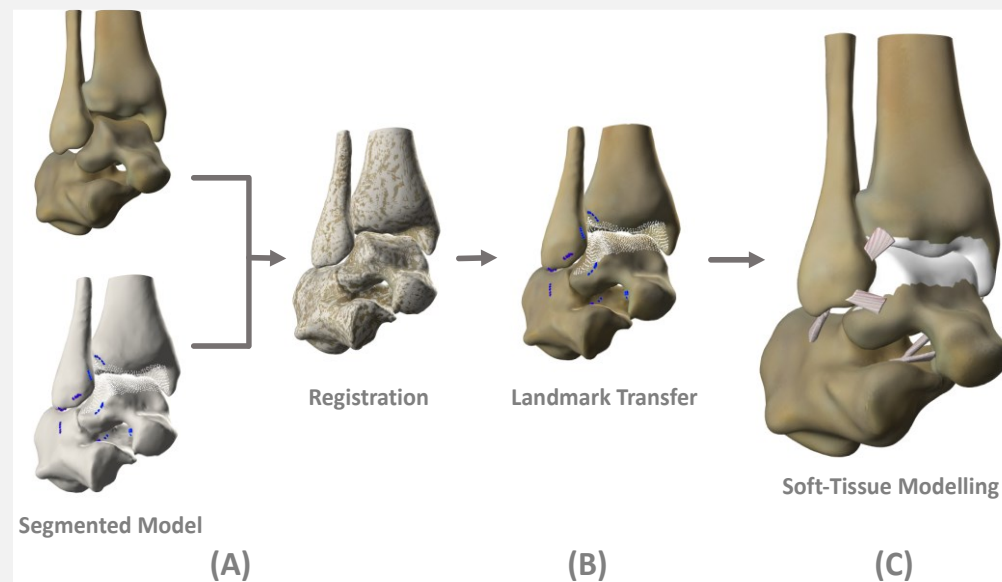 Registration
Landmark Transfer
Soft-Tissue Modelling
Segmented Model
(A)
(B)
(C)